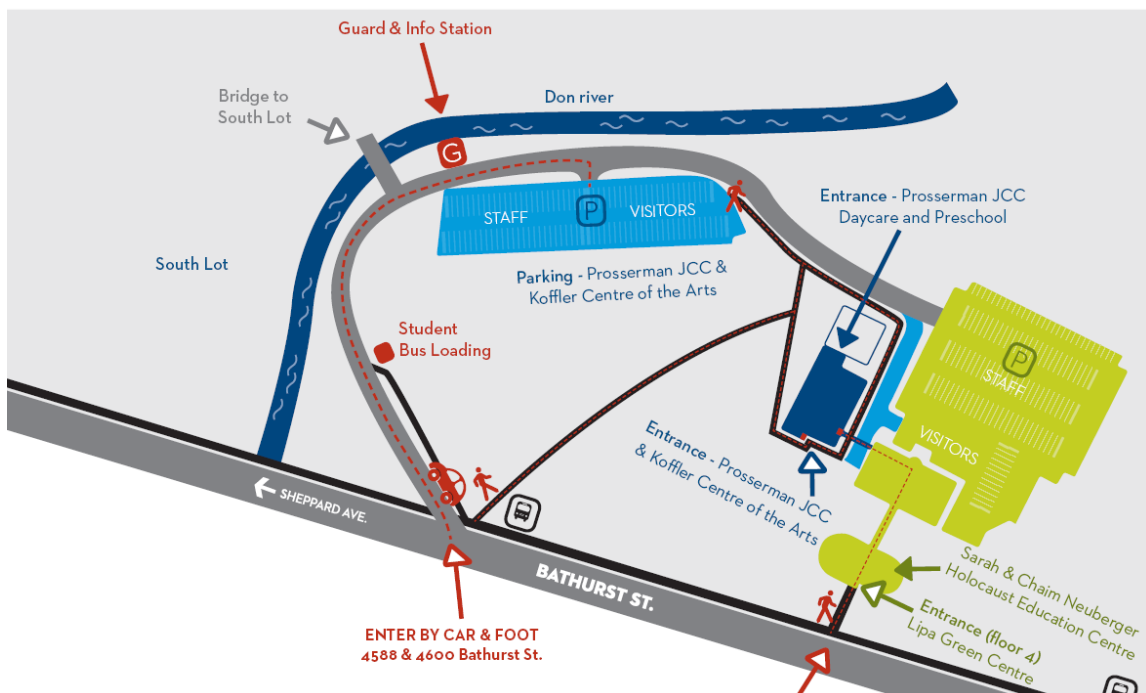 Guard & Info Station
Bridge to
South Lot
Don river
G
Entrance - Prosserman JCC
Daycare and Preschool
STAFF
P
VISITORS
South Lot
Parking - Prosserman JCC &
Koffler Centre of the Arts
Student
Bus Loading
P
STAFF
VISITORS
Entrance - Prosserman JCC
& Koffler Centre of the Arts
← SHEPPARD AVE.
BATHURST ST.
Sarah & Chaim Neuberger
Holocaust Education Centre
Entrance (floor 4)
Lipa Green Centre
ENTER BY CAR & FOOT
4588 & 4600 Bathurst St.